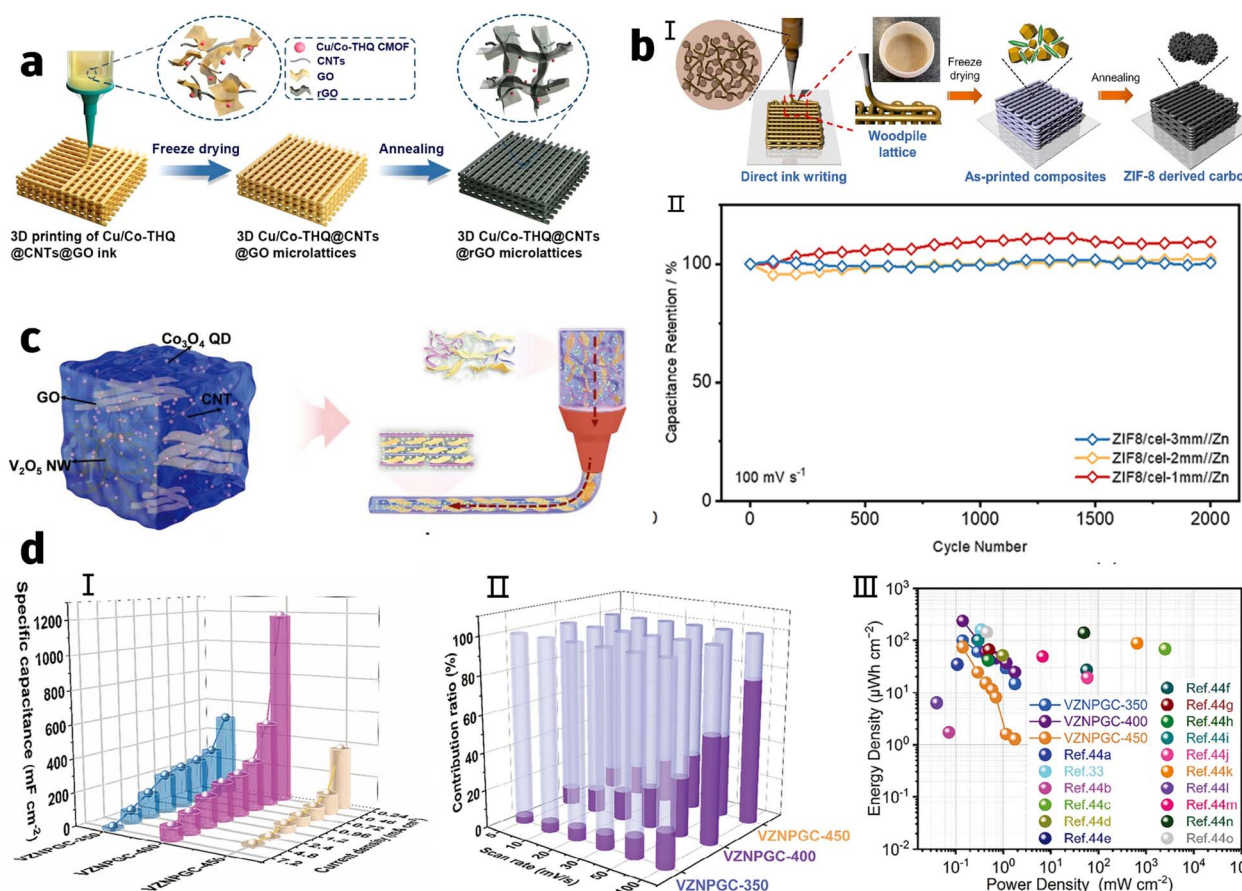 a
Cu/Co-THQ CMOF
CNTs
GO
rGO
Freeze drying
Annealing
3D printing of Cu/Co-THQ
@CNTs@GO ink
3D Cu/Co-THQ@CNTs
@GO microlattices
3D Cu/Co-THQ@CNTs
@rGO microlattices
b
I
Freeze
drying
Annealing
Woodpile
lattice
Direct ink writing
As-printed composites
ZIF-8 derived carbo
II
Capacitance Retention / %
100
50
0
100 mV s⁻¹
ZIF8/cel-3mm//Zn
ZIF8/cel-2mm//Zn
ZIF8/cel-1mm//Zn
0
500
1000
1500
2000
Cycle Number
c
Co₃O₄ QD
GO
CNT
V₂O₅ NW
d
I
Specific capacitance (mF cm⁻²)
1200
1000
800
600
400
200
0
VZNPGC-350
VZNPGC-400
VZNPGC-450
II
Contribution ratio (%)
100
80
60
40
20
0
5
10
20
30
50
100
Scan rate (mV/s)
VZNPGC-450
VZNPGC-400
VZNPGC-350
III
Energy Density (μWh cm⁻²)
10³
10²
10¹
10⁰
10⁻¹
10⁻²
VZNPGC-350
VZNPGC-400
VZNPGC-450
Ref.44a
Ref.33
Ref.44b
Ref.44c
Ref.44d
Ref.44e
Ref.44f
Ref.44g
Ref.44h
Ref.44i
Ref.44j
Ref.44k
Ref.44l
Ref.44m
Ref.44n
Ref.44o
10⁻¹
10⁰
10¹
10²
10³
10⁴
Power Density (mW cm⁻²)